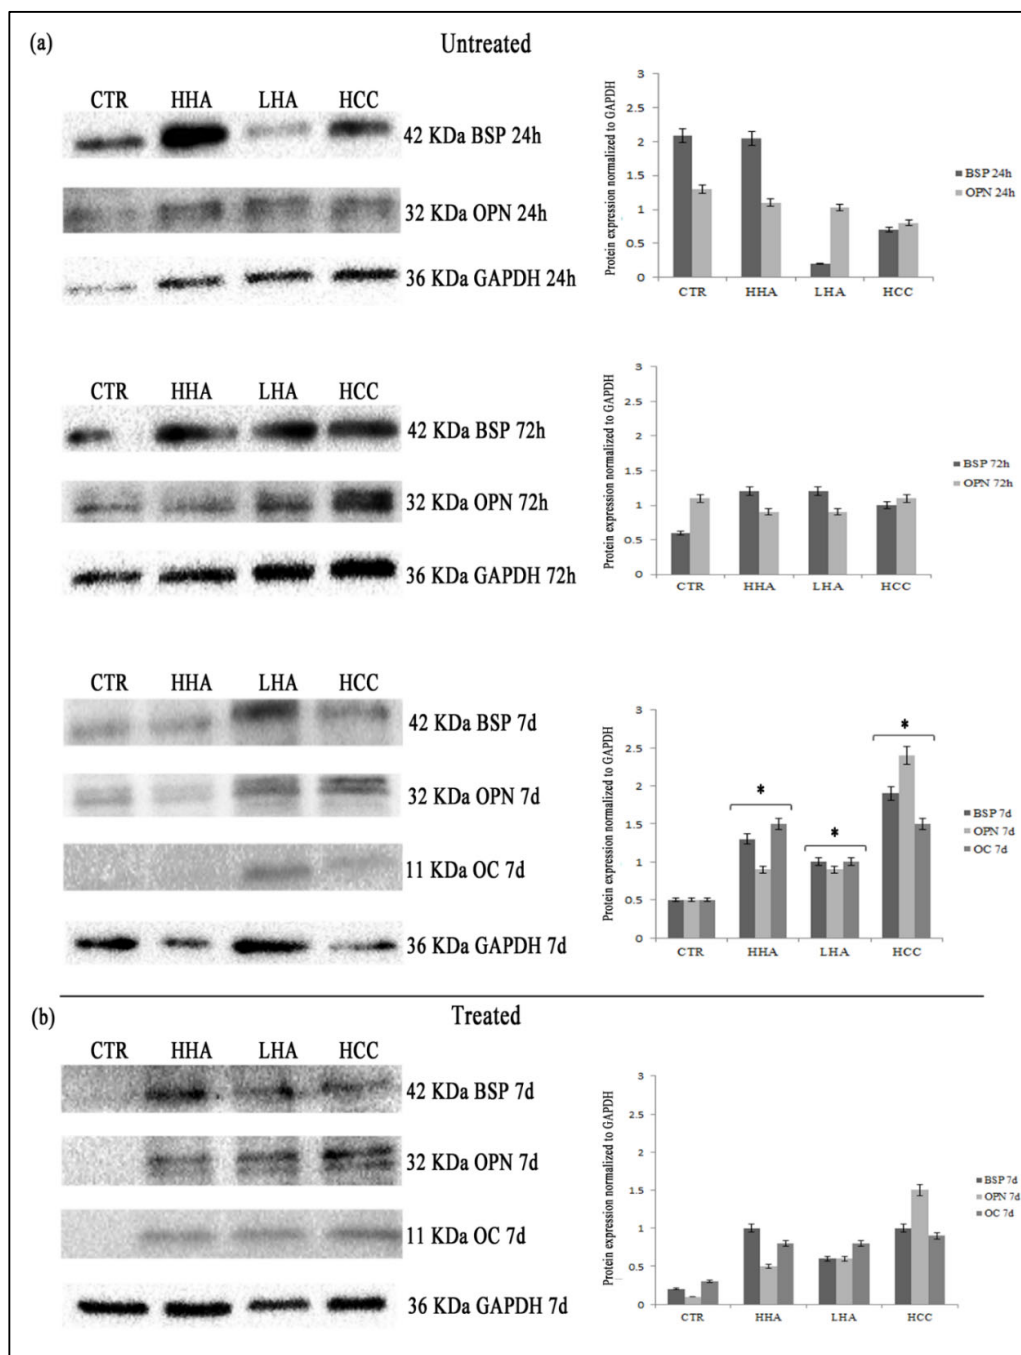 (a)
Untreated
CTR HHA LHA HCC
42 KDa BSP 24h
32 KDa OPN 24h
36 KDa GAPDH 24h
Protein expression normalized to GAPDH
3
2.5
2
1.5
1
0.5
0
CTR HHA LHA HCC
BSP 24h
OPN 24h
CTR HHA LHA HCC
42 KDa BSP 72h
32 KDa OPN 72h
36 KDa GAPDH 72h
Protein expression normalized to GAPDH
3
2.5
2
1.5
1
0.5
0
CTR HHA LHA HCC
BSP 72h
OPN 72h
CTR HHA LHA HCC
42 KDa BSP 7d
32 KDa OPN 7d
11 KDa OC 7d
36 KDa GAPDH 7d
Protein expression normalized to GAPDH
3
2.5
2
1.5
1
0.5
0
* * *
CTR HHA LHA HCC
BSP 7d
OPN 7d
OC 7d
(b)
Treated
CTR HHA LHA HCC
42 KDa BSP 7d
32 KDa OPN 7d
11 KDa OC 7d
36 KDa GAPDH 7d
Protein expression normalized to GAPDH
3
2.5
2
1.5
1
0.5
0
CTR HHA LHA HCC
BSP 7d
OPN 7d
OC 7d